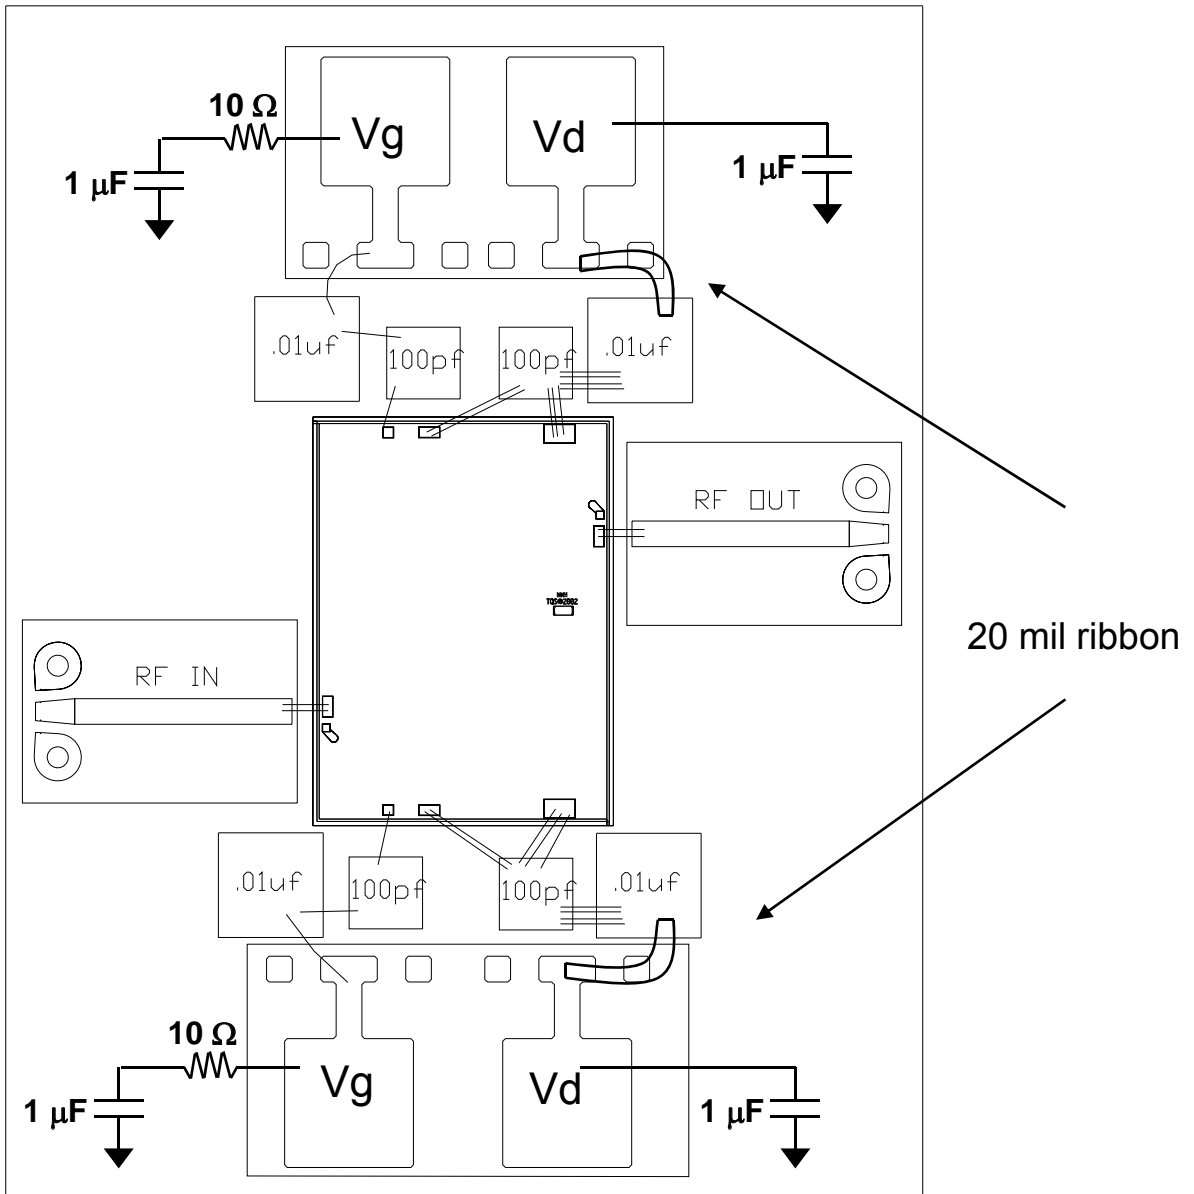 10 Ω
Vg
Vd
1 μF
1 μF
.01uf
100pf
100pf
.01uf
RF OUT
20 mil ribbon
RF IN
.01uf
100pf
100pf
.01uf
10 Ω
Vg
Vd
1 μF
1 μF